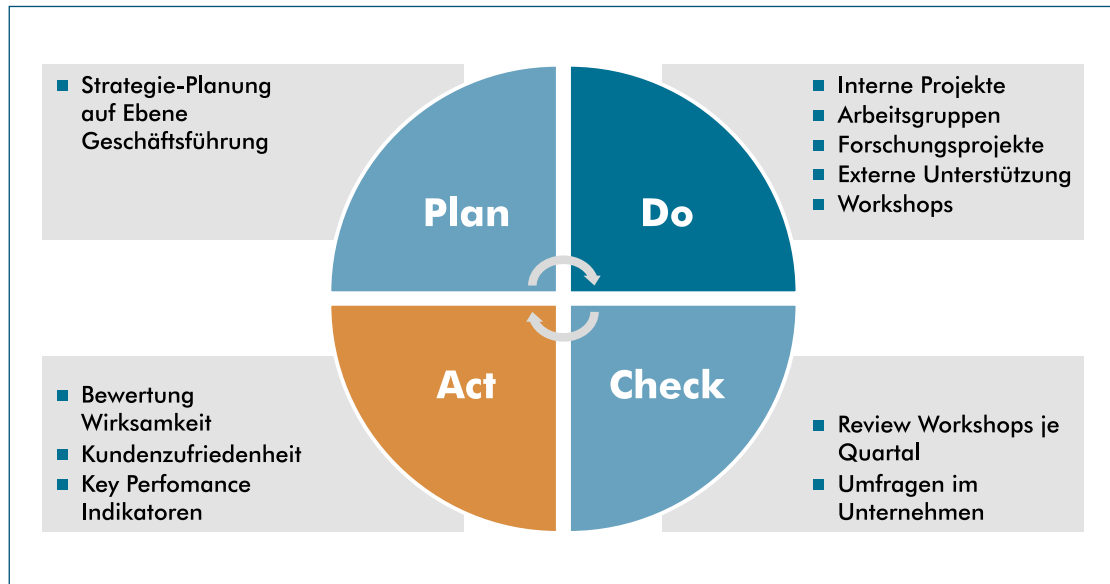 Strategie-Planung
auf Ebene
Geschäftsführung
Plan
Do
Interne Projekte
Arbeitsgruppen
Forschungsprojekte
Externe Unterstützung
Workshops
Act
Bewertung
Wirksamkeit
Kundenzufriedenheit
Key Perfomance
Indikatoren
Check
Review Workshops je
Quartal
Umfragen im
Unternehmen